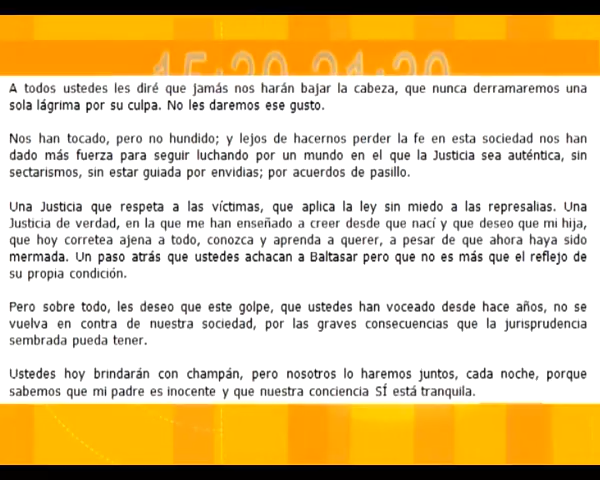 15:30 21:30
A todos ustedes les diré que jamás nos harán bajar la cabeza, que nunca derramaremos una
sola lágrima por su culpa. No les daremos ese gusto.
Nos han tocado, pero no hundido; y lejos de hacernos perder la fe en esta sociedad nos han
dado más fuerza para seguir luchando por un mundo en el que la Justicia sea auténtica, sin
sectarismos, sin estar guiada por envidias; por acuerdos de pasillo.
Una Justicia que respeta a las víctimas, que aplica la ley sin miedo a las represalias. Una
Justicia de verdad, en la que me han enseñado a creer desde que nací y que deseo que mi hija,
que hoy corretea ajena a todo, conozca y aprenda a querer, a pesar de que ahora haya sido
mermada. Un paso atrás que ustedes achacan a Baltasar pero que no es más que el reflejo de
su propia condición.
Pero sobre todo, les deseo que este golpe, que ustedes han voceado desde hace años, no se
vuelva en contra de nuestra sociedad, por las graves consecuencias que la jurisprudencia
sembrada pueda tener.
Ustedes hoy brindarán con champán, pero nosotros lo haremos juntos, cada noche, porque
sabemos que mi padre es inocente y que nuestra conciencia SÍ está tranquila.